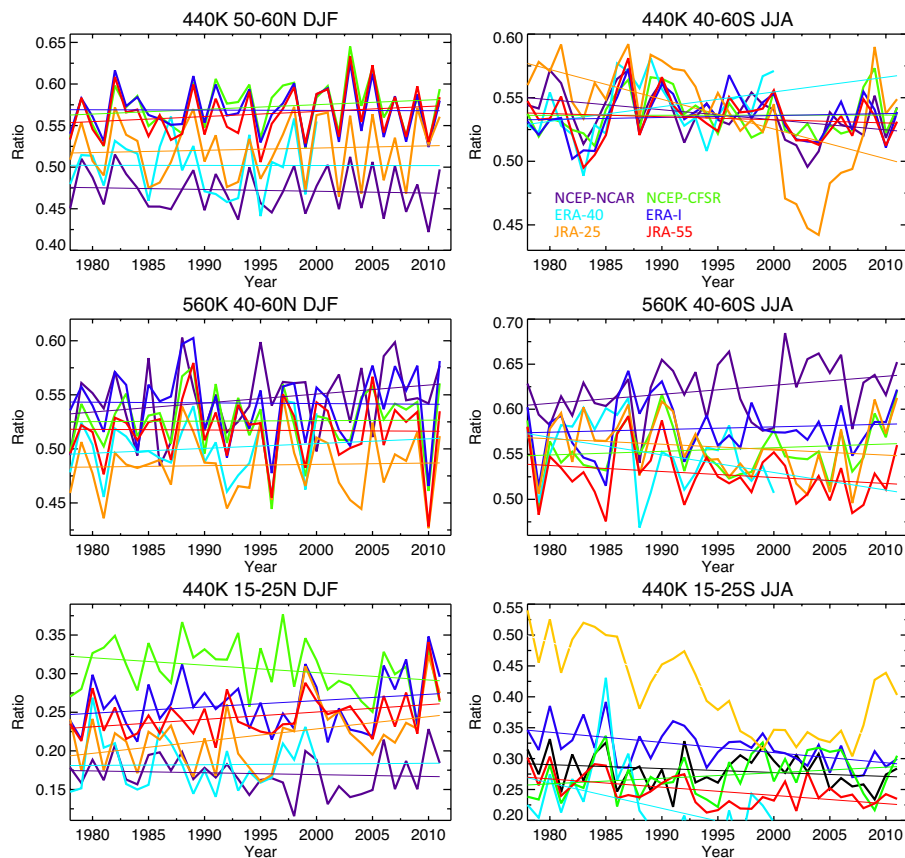 440K 50-60N DJF
0.65
0.60
0.55
0.50
0.45
0.40
Ratio
1980 1985 1990 1995 2000 2005 2010
Year
440K 40-60S JJA
0.60
0.55
0.50
0.45
Ratio
NCEP-NCAR NCEP-CFSR
ERA-40 ERA-I
JRA-25 JRA-55
1980 1985 1990 1995 2000 2005 2010
Year
560K 40-60N DJF
0.60
0.55
0.50
0.45
Ratio
1980 1985 1990 1995 2000 2005 2010
Year
560K 40-60S JJA
0.70
0.65
0.60
0.55
0.50
Ratio
1980 1985 1990 1995 2000 2005 2010
Year
440K 15-25N DJF
0.35
0.30
0.25
0.20
0.15
Ratio
1980 1985 1990 1995 2000 2005 2010
Year
440K 15-25S JJA
0.55
0.50
0.45
0.40
0.35
0.30
0.25
0.20
Ratio
1980 1985 1990 1995 2000 2005 2010
Year